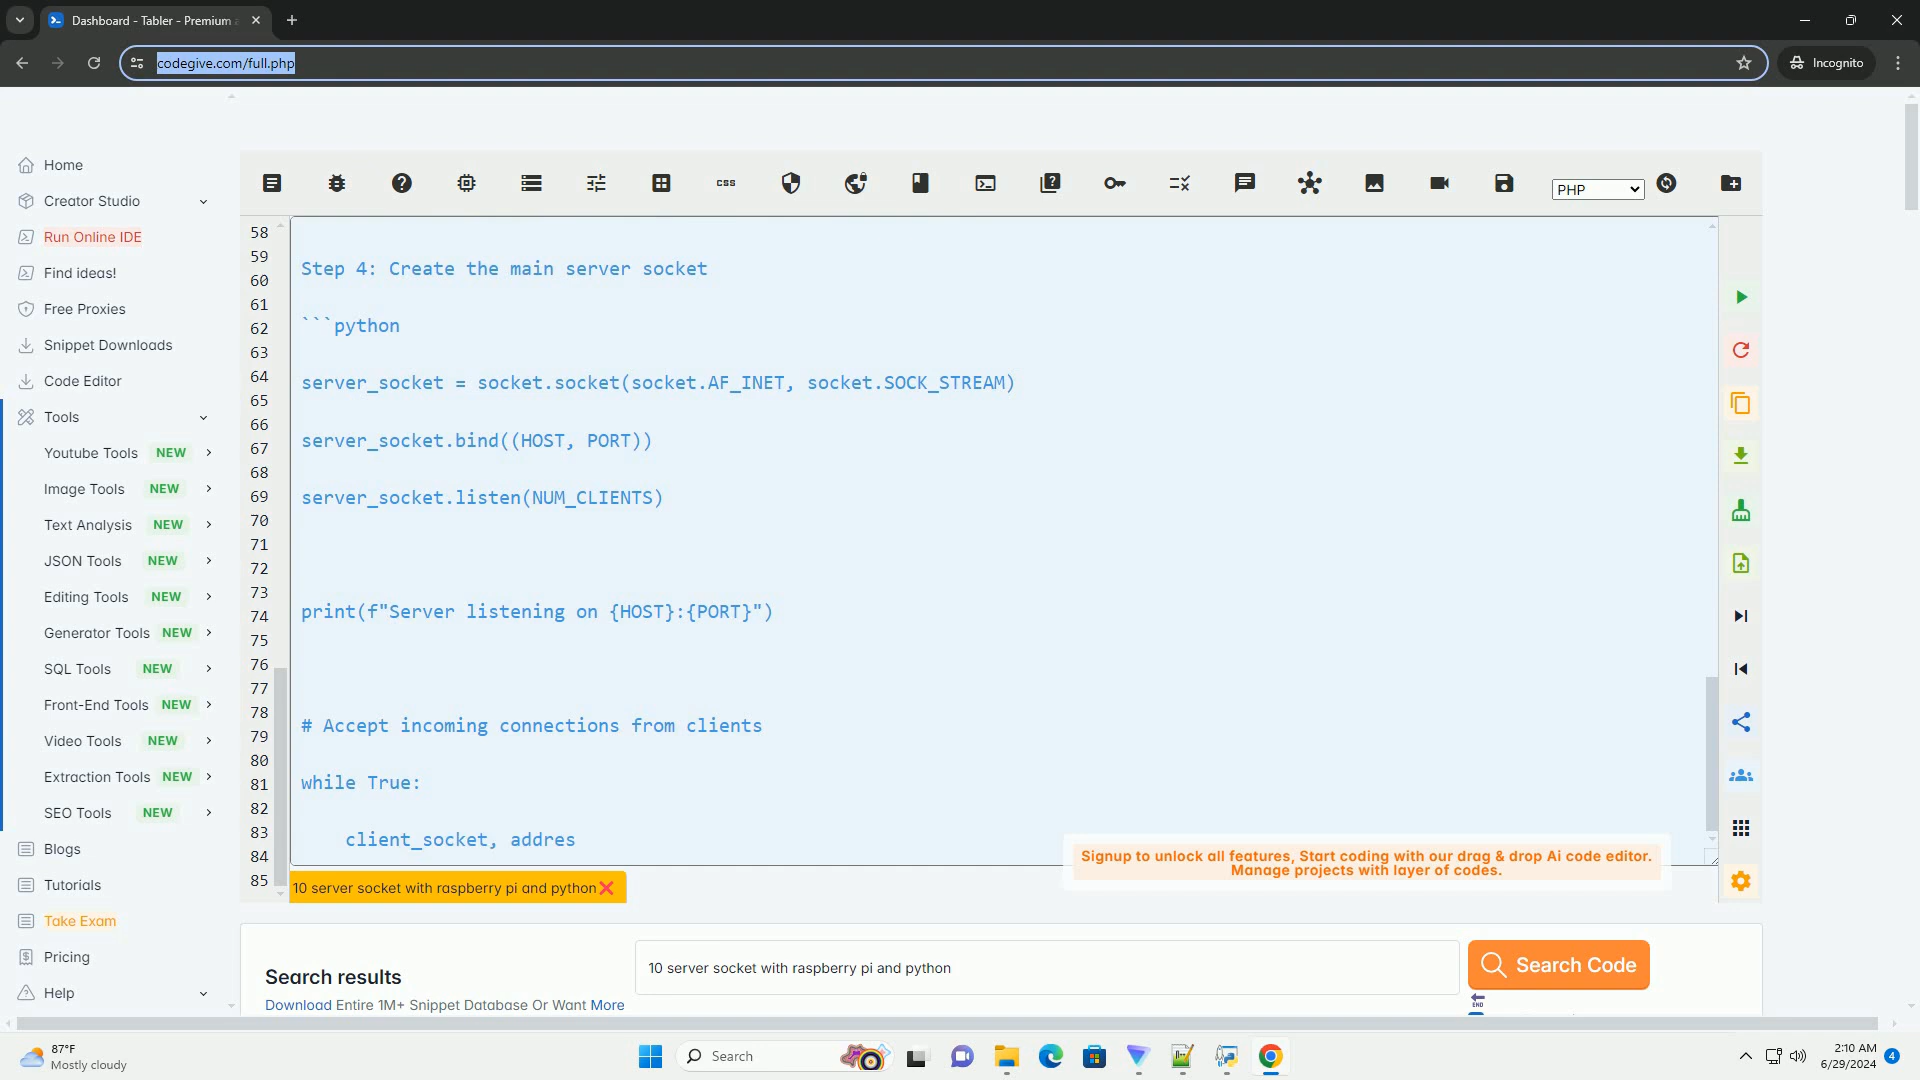 Dashboard - Tabler - Premium
codegive.com/full.php
Incognito
Home
Creator Studio
Run Online IDE
Find ideas!
Free Proxies
Snippet Downloads
Code Editor
Tools
Youtube Tools NEW
Image Tools NEW
Text Analysis NEW
JSON Tools NEW
Editing Tools NEW
Generator Tools NEW
SQL Tools NEW
Front-End Tools NEW
Video Tools NEW
Extraction Tools NEW
SEO Tools NEW
Blogs
Tutorials
Take Exam
Pricing
Help
css
PHP
58
59
60
61
62
63
64
65
66
67
68
69
70
71
72
73
74
75
76
77
78
79
80
81
82
83
84
85
Step 4: Create the main server socket
```python
server_socket = socket.socket(socket.AF_INET, socket.SOCK_STREAM)
server_socket.bind((HOST, PORT))
server_socket.listen(NUM_CLIENTS)
print(f"Server listening on {HOST}:{PORT}")
# Accept incoming connections from clients
while True:
client_socket, addres
Signup to unlock all features, Start coding with our drag & drop Ai code editor.
Manage projects with layer of codes.
10 server socket with raspberry pi and python
Search results
Download Entire 1M+ Snippet Database Or Want More
10 server socket with raspberry pi and python
Search Code
END
87°F
Mostly cloudy
Search
2:10 AM
6/29/2024
4